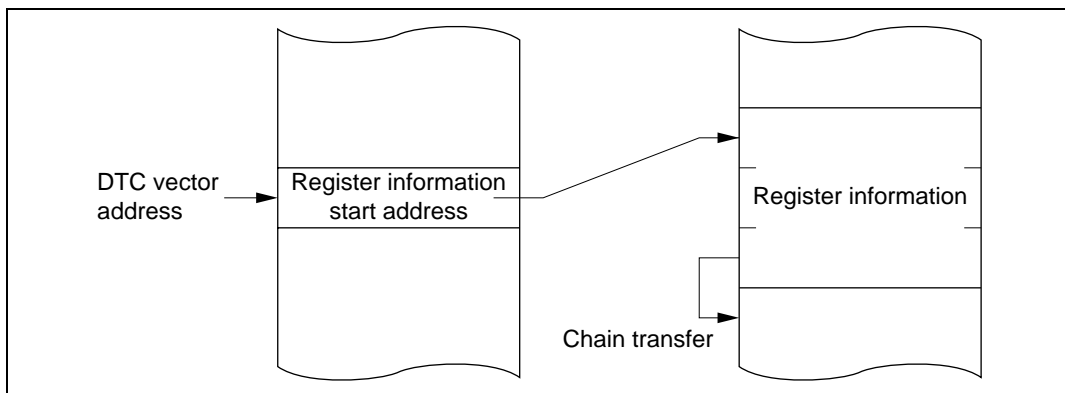 DTC vector
address
Register information
start address
Register information
Chain transfer